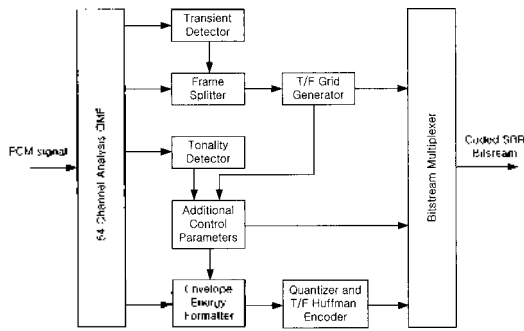 Transient
Detector
Frame
Splitter
T/F Grid
Generator
PCM signal
64 Channel Analysis QMF
Tonality
Detector
Bitstream Multiplexer
Coded SBR
Bitsream
Additional
Control
Parameters
Envelope
Energy
Formatter
Quantizer and
T/F Huffman
Encoder